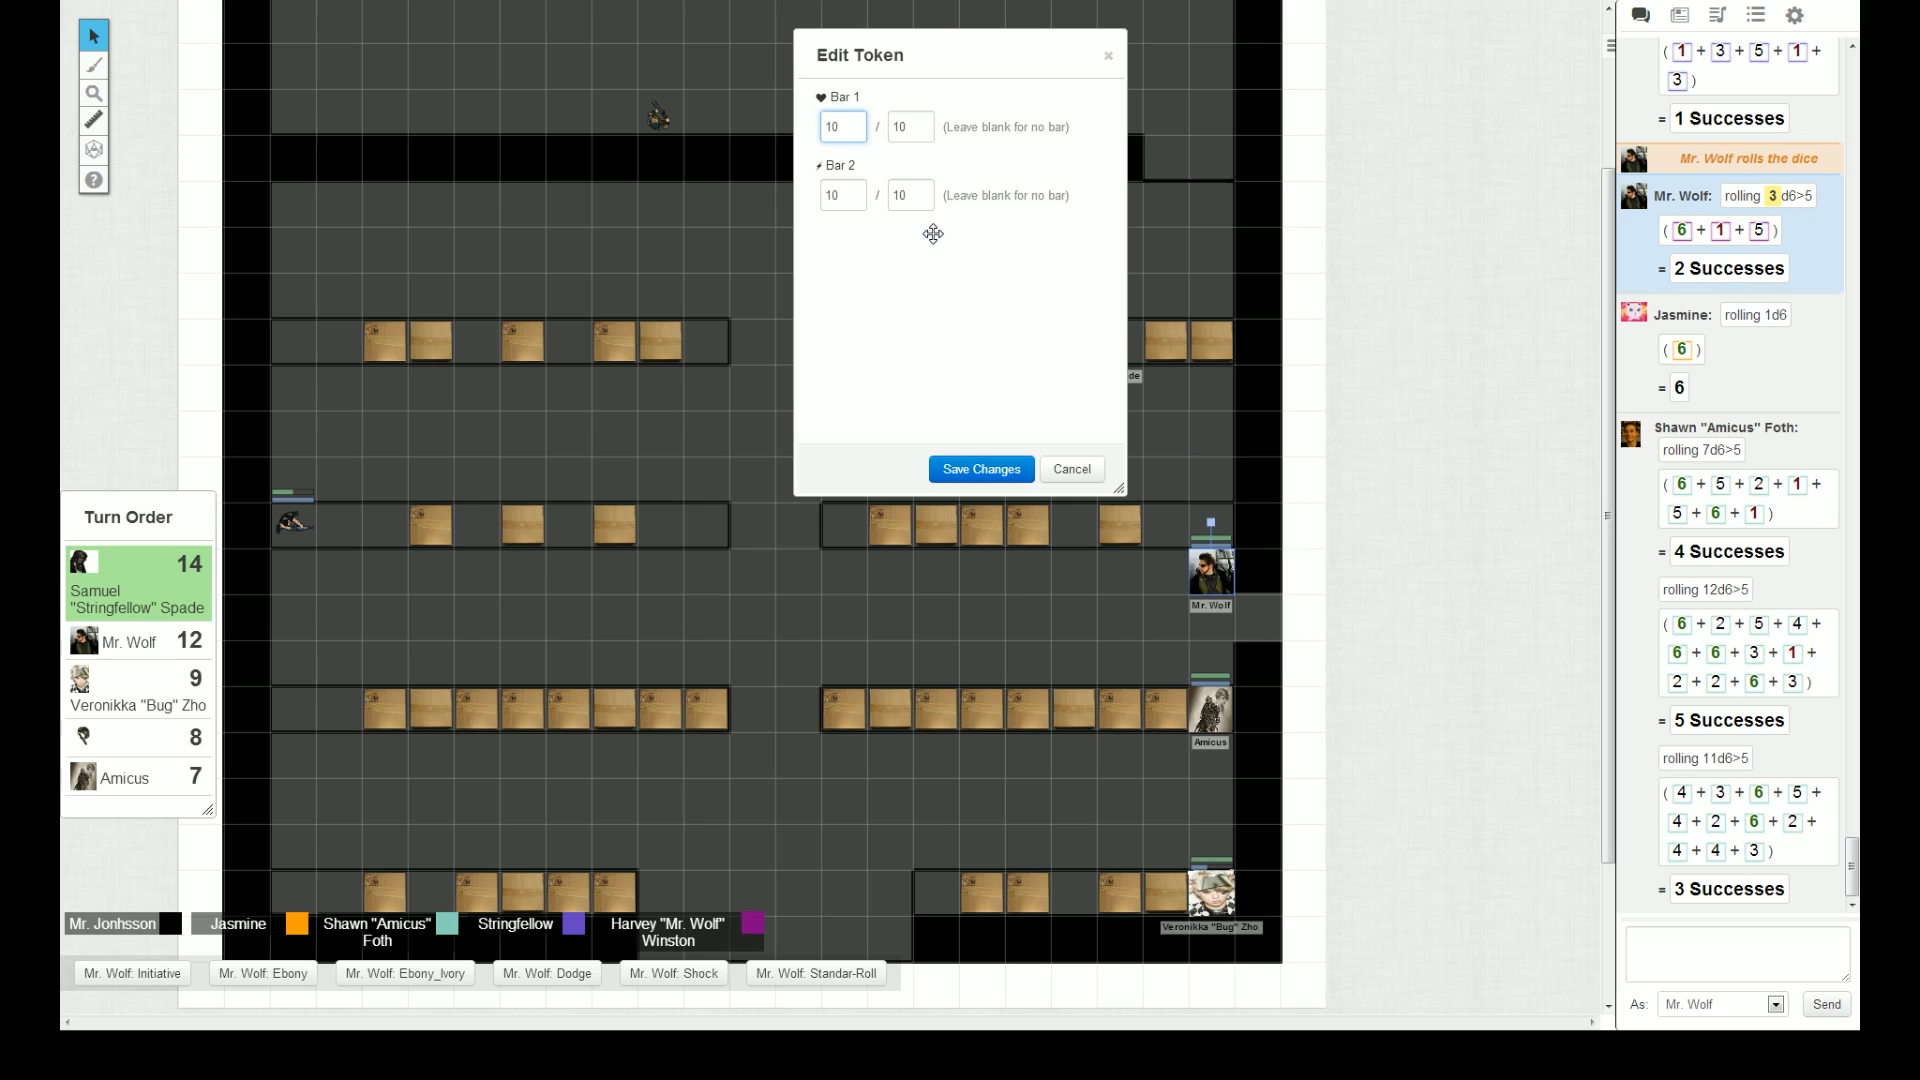 Edit Token
×
Bar 1
10 / 10 (Leave blank for no bar)
Bar 2
10 / 10 (Leave blank for no bar)
Save Changes Cancel
de
Turn Order
14
Samuel
"Stringfellow" Spade
Mr. Wolf 12
9
Veronikka "Bug" Zho
8
Amicus 7
Mr. Wolf
Amicus
Veronikka "Bug" Zho
Mr. Jonhsson
Jasmine
Shawn "Amicus"
Foth
Stringfellow
Harvey "Mr. Wolf"
Winston
Mr. Wolf: Initiative
Mr. Wolf: Ebony
Mr. Wolf: Ebony_Ivory
Mr. Wolf: Dodge
Mr. Wolf: Shock
Mr. Wolf: Standar-Roll
( 1 + 3 + 5 + 1 +
3 )
= 1 Successes
Mr. Wolf rolls the dice
Mr. Wolf: rolling 3 d6>5
( 6 + 1 + 5 )
= 2 Successes
Jasmine: rolling 1d6
( 6 )
= 6
Shawn "Amicus" Foth:
rolling 7d6>5
( 6 + 5 + 2 + 1 +
5 + 6 + 1 )
= 4 Successes
rolling 12d6>5
( 6 + 2 + 5 + 4 +
6 + 6 + 3 + 1 +
2 + 2 + 6 + 3 )
= 5 Successes
rolling 11d6>5
( 4 + 3 + 6 + 5 +
4 + 2 + 6 + 2 +
4 + 4 + 3 )
= 3 Successes
As: Mr. Wolf Send